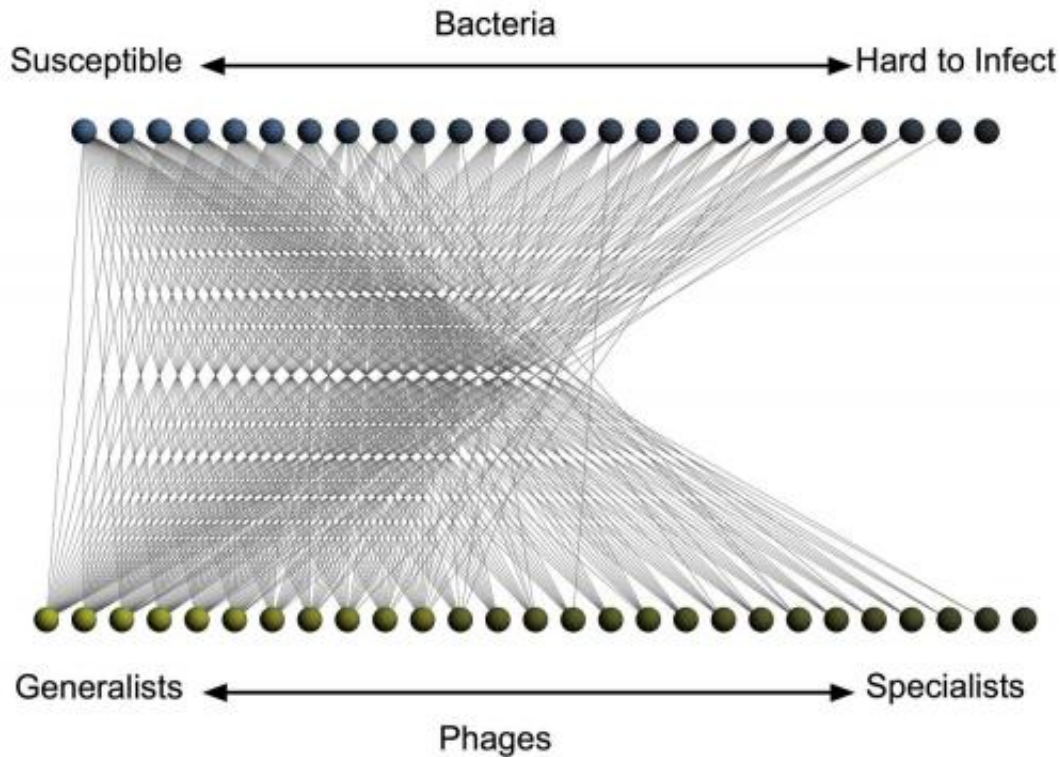 Bacteria
Susceptible Hard to Infect
Generalists Specialists
Phages